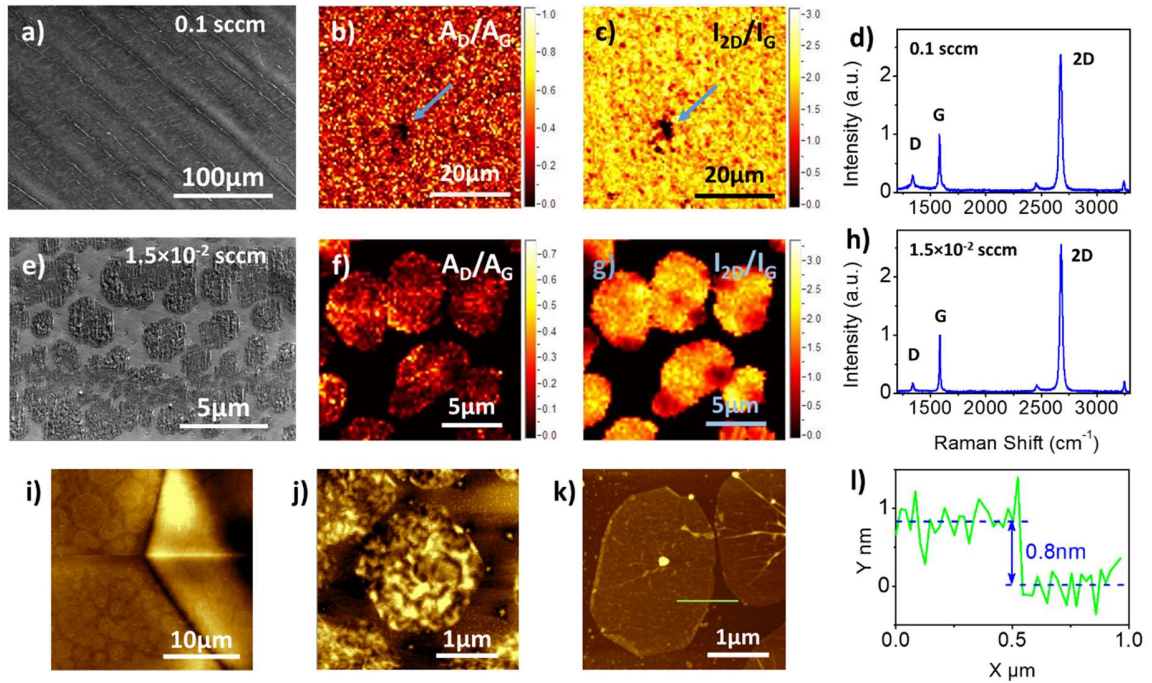 a) 0.1 sccm
100μm
b) A_D/A_G
20μm
1.0
0.8
0.6
0.4
0.2
0.0
c) I_2D/I_G
20μm
3.0
2.5
2.0
1.5
1.0
0.5
0.0
d)
0.1 sccm
2D
G
D
Intensity (a.u.)
2
1
0
1500 2000 2500 3000
e) 1.5×10⁻² sccm
5μm
f) A_D/A_G
5μm
0.7
0.6
0.5
0.4
0.3
0.2
0.1
0.0
g) I_2D/I_G
5μm
3.0
2.5
2.0
1.5
1.0
0.5
0.0
h)
1.5×10⁻² sccm
2D
G
D
Intensity (a.u.)
2
1
0
1500 2000 2500 3000
Raman Shift (cm⁻¹)
i)
10μm
j)
1μm
k)
1μm
l)
Y nm
1
0
0.8nm
0.0 0.5 1.0
X μm